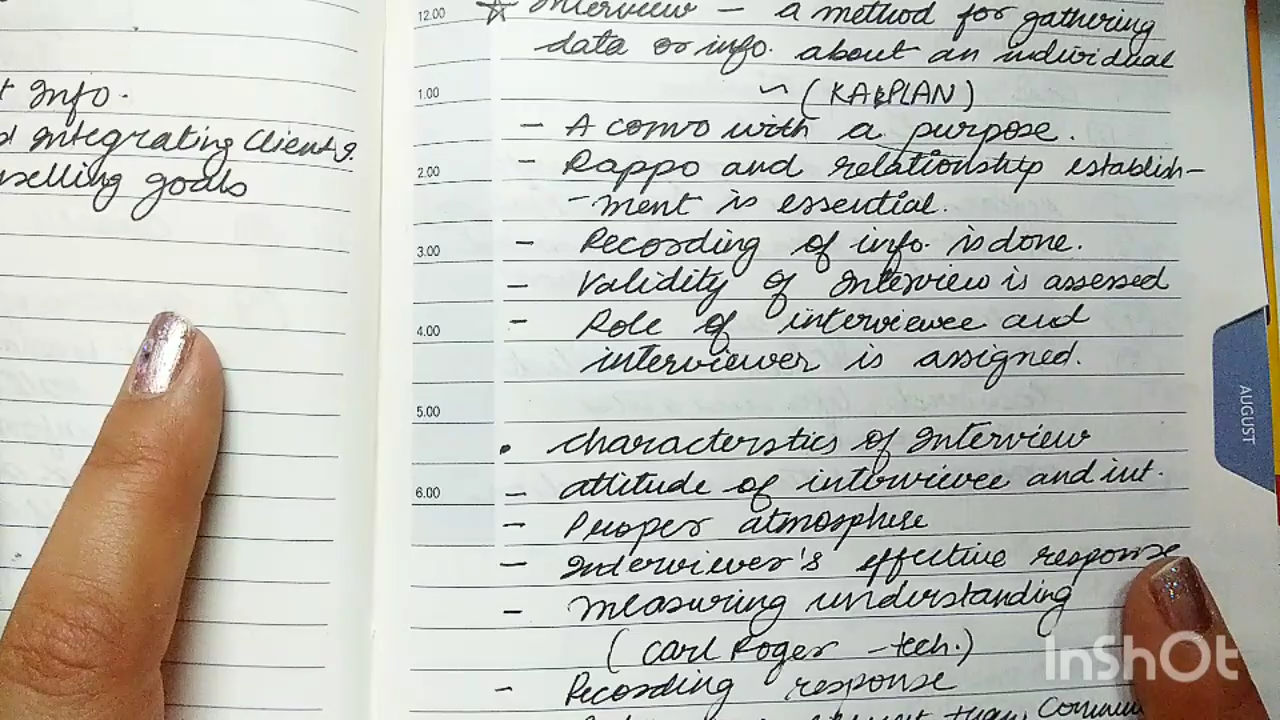 t Info.
d Integrating Client's
selling goals
12.00
☆ Interview – a method for gathering
data or info. about an individual
1.00
~ (KAPLAN)
– A convo with a purpose.
2.00
– Rappo and relationship establish-
-ment is essential.
3.00
– Recording of info. is done.
– Validity of Interview is assessed
4.00
– Role of interviewee and
interviewer is assigned.
5.00
• characterstics of Interview
6.00
– attitude of interviewee and int.
– Proper atmosphere
– Interviewer's effective response
– measuring understanding
(Carl Roger – tech.)
– Recording response
than
AUGUST
InShOt